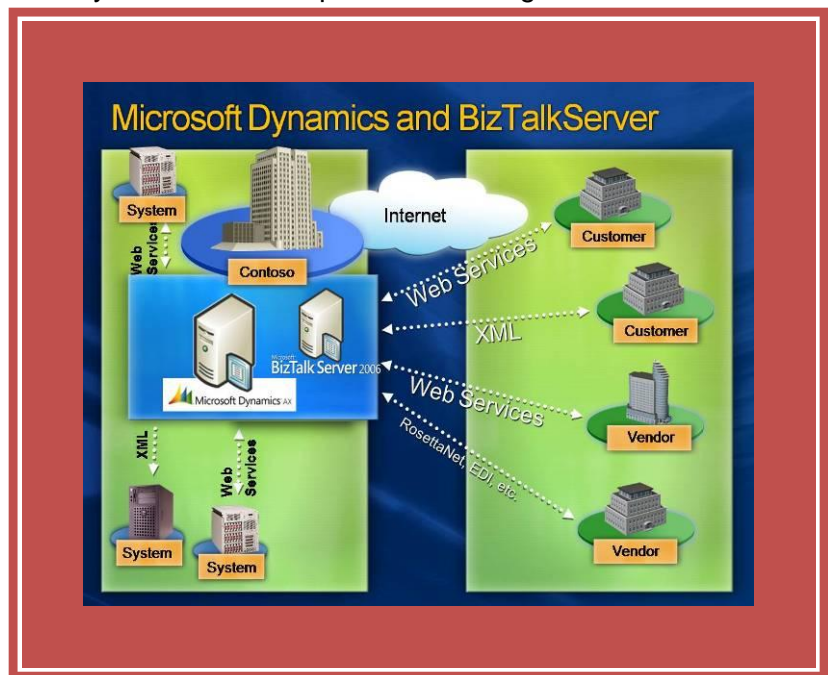 Microsoft Dynamics and BizTalkServer
System
Web
Services
Contoso
Internet
Web Services
Customer
XML
Customer
Microsoft
BizTalk Server 2006
Microsoft Dynamics AX
Web Services
Vendor
RosettaNet, EDI, etc.
Vendor
XML
Web
Services
System
System